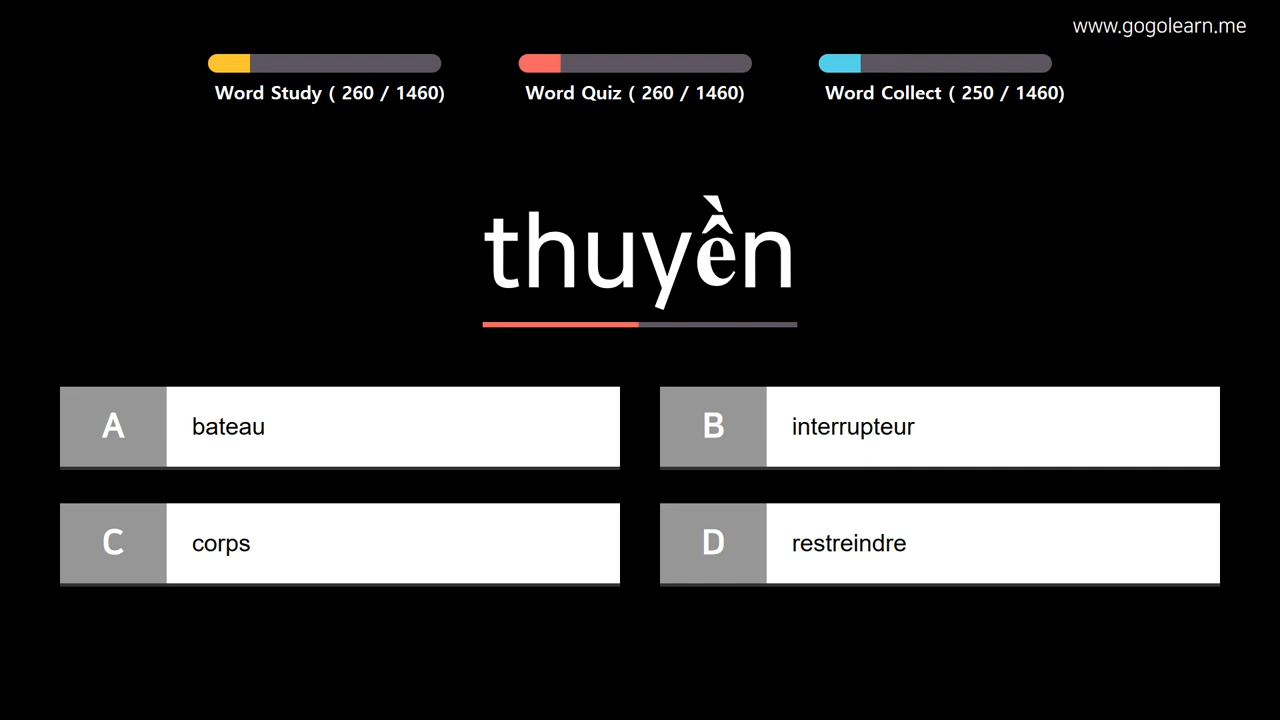 www.gogolearn.me
Word Study ( 260 / 1460)
Word Quiz ( 260 / 1460)
Word Collect ( 250 / 1460)
thuyền
A bateau
B interrupteur
C corps
D restreindre